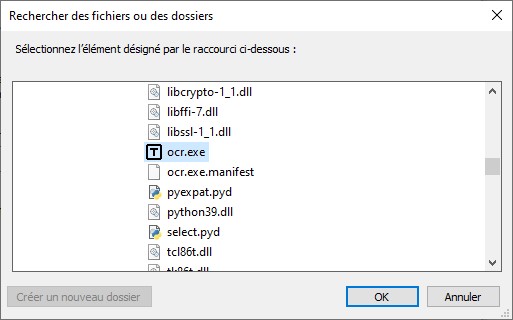 Rechercher des fichiers ou des dossiers
Sélectionnez l'élément désigné par le raccourci ci-dessous :
libcrypto-1_1.dll
libffi-7.dll
libssl-1_1.dll
T ocr.exe
ocr.exe.manifest
pyexpat.pyd
python39.dll
select.pyd
tcl86t.dll
tk86t.dll
Créer un nouveau dossier
OK
Annuler